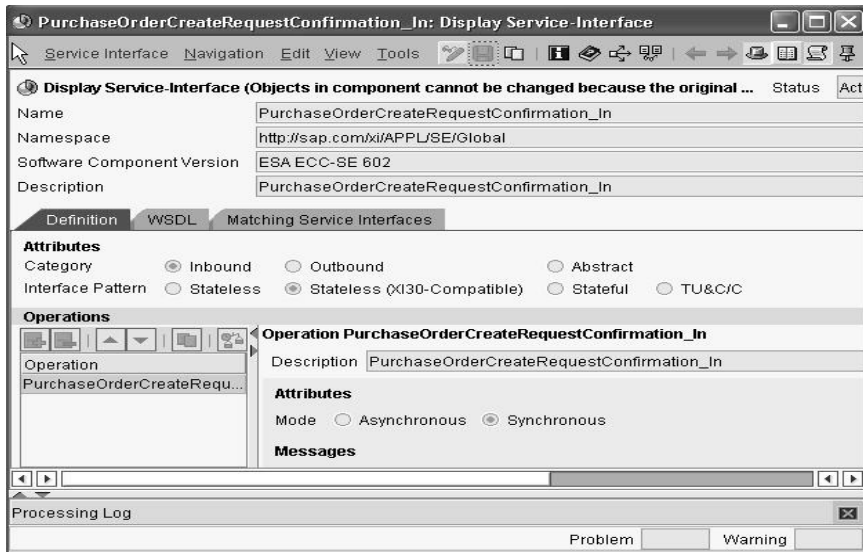 PurchaseOrderCreateRequestConfirmation_In: Display Service-Interface
Service Interface Navigation Edit View Tools
Display Service-Interface (Objects in component cannot be changed because the original ... Status Act
Name PurchaseOrderCreateRequestConfirmation_In
Namespace http://sap.com/xi/APPL/SE/Global
Software Component Version ESA ECC-SE 602
Description PurchaseOrderCreateRequestConfirmation_In
Definition WSDL Matching Service Interfaces
Attributes
Category Inbound Outbound Abstract
Interface Pattern Stateless Stateless (XI30-Compatible) Stateful TU&C/C
Operations
Operation PurchaseOrderCreateRequestConfirmation_In
Operation
Description PurchaseOrderCreateRequestConfirmation_In
PurchaseOrderCreateRequ...
Attributes
Mode Asynchronous Synchronous
Messages
Processing Log
Problem Warning